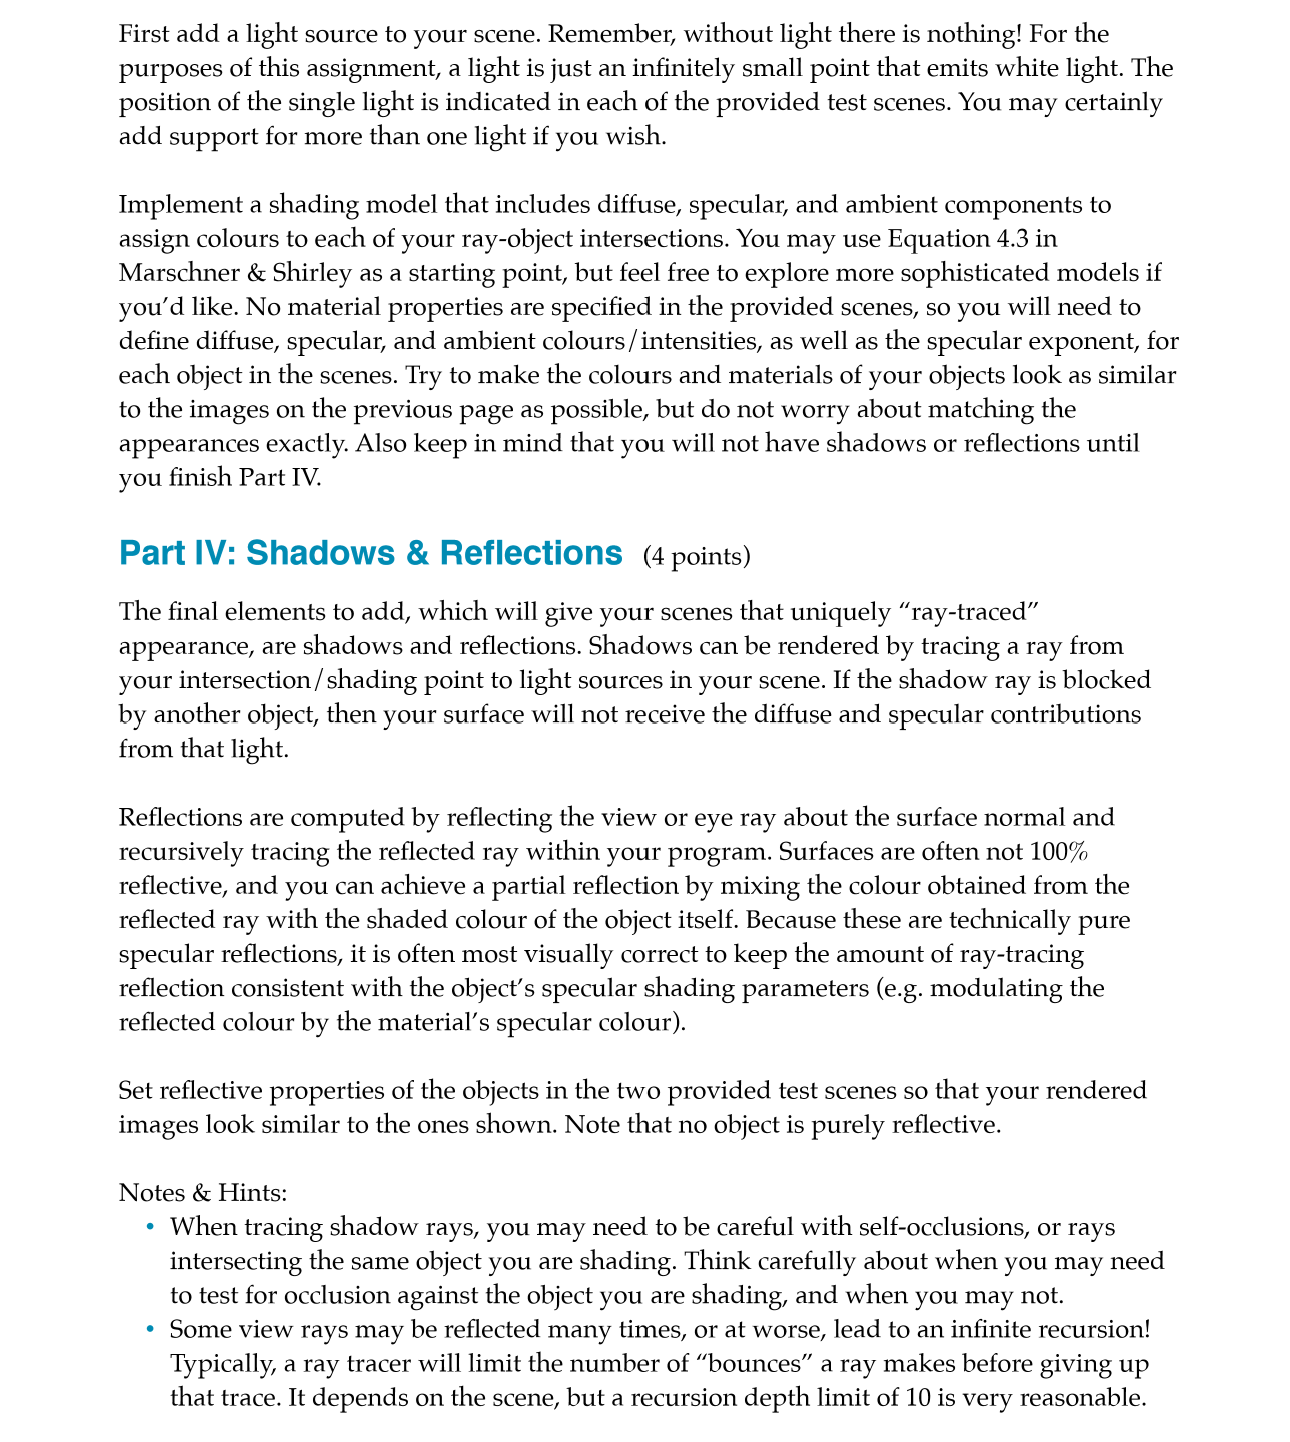 First add a light source to your scene. Remember, without light there is nothing! For the
purposes of this assignment, a light is just an infinitely small point that emits white light. The
position of the single light is indicated in each of the provided test scenes. You may certainly
add support for more than one light if you wish.
Implement a shading model that includes diffuse, specular, and ambient components to
assign colours to each of your ray-object intersections. You may use Equation 4.3 in
Marschner & Shirley as a starting point, but feel free to explore more sophisticated models if
you’d like. No material properties are specified in the provided scenes, so you will need to
define diffuse, specular, and ambient colours/intensities, as well as the specular exponent, for
each object in the scenes. Try to make the colours and materials of your objects look as similar
to the images on the previous page as possible, but do not worry about matching the
appearances exactly. Also keep in mind that you will not have shadows or reflections until
you finish Part IV.
Part IV: Shadows & Reflections (4 points)
The final elements to add, which will give your scenes that uniquely “ray-traced”
appearance, are shadows and reflections. Shadows can be rendered by tracing a ray from
your intersection/shading point to light sources in your scene. If the shadow ray is blocked
by another object, then your surface will not receive the diffuse and specular contributions
from that light.
Reflections are computed by reflecting the view or eye ray about the surface normal and
recursively tracing the reflected ray within your program. Surfaces are often not 100%
reflective, and you can achieve a partial reflection by mixing the colour obtained from the
reflected ray with the shaded colour of the object itself. Because these are technically pure
specular reflections, it is often most visually correct to keep the amount of ray-tracing
reflection consistent with the object’s specular shading parameters (e.g. modulating the
reflected colour by the material’s specular colour).
Set reflective properties of the objects in the two provided test scenes so that your rendered
images look similar to the ones shown. Note that no object is purely reflective.
Notes & Hints:
• When tracing shadow rays, you may need to be careful with self-occlusions, or rays
intersecting the same object you are shading. Think carefully about when you may need
to test for occlusion against the object you are shading, and when you may not.
• Some view rays may be reflected many times, or at worse, lead to an infinite recursion!
Typically, a ray tracer will limit the number of “bounces” a ray makes before giving up
that trace. It depends on the scene, but a recursion depth limit of 10 is very reasonable.